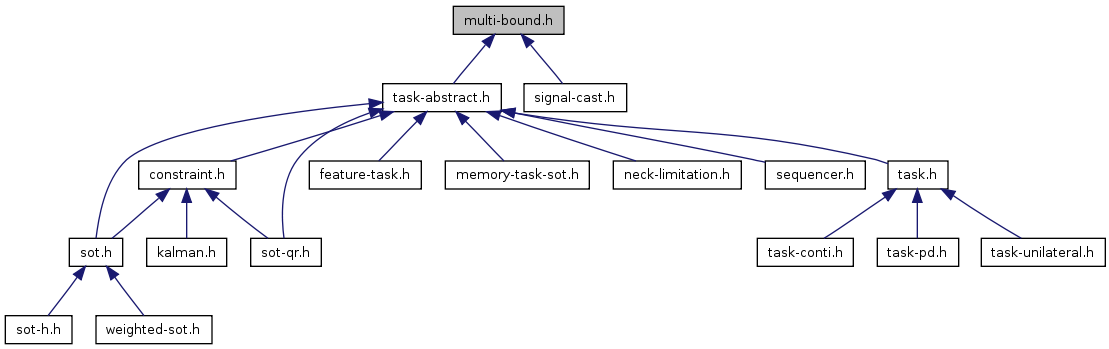 multi-bound.h
task-abstract.h
signal-cast.h
constraint.h
feature-task.h
memory-task-sot.h
neck-limitation.h
sequencer.h
task.h
sot.h
kalman.h
sot-qr.h
task-conti.h
task-pd.h
task-unilateral.h
sot-h.h
weighted-sot.h